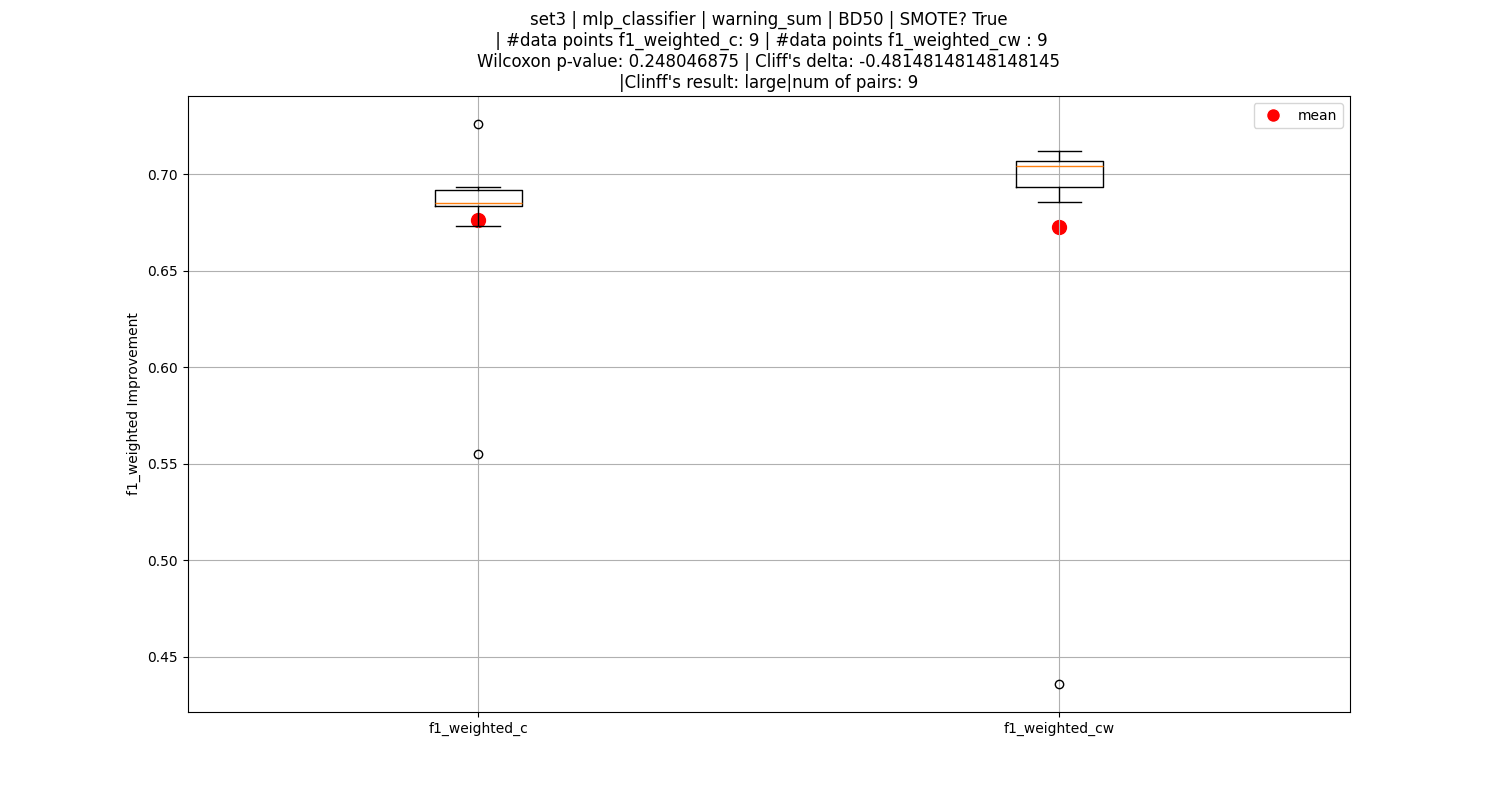 set3 | mlp_classifier | warning_sum | BD50 | SMOTE? True
| #data points f1_weighted_c: 9 | #data points f1_weighted_cw : 9
Wilcoxon p-value: 0.248046875 | Cliff's delta: -0.48148148148148145
|Clinff's result: large|num of pairs: 9
mean
0.70
0.65
0.60
0.55
0.50
0.45
f1_weighted Improvement
f1_weighted_c
f1_weighted_cw